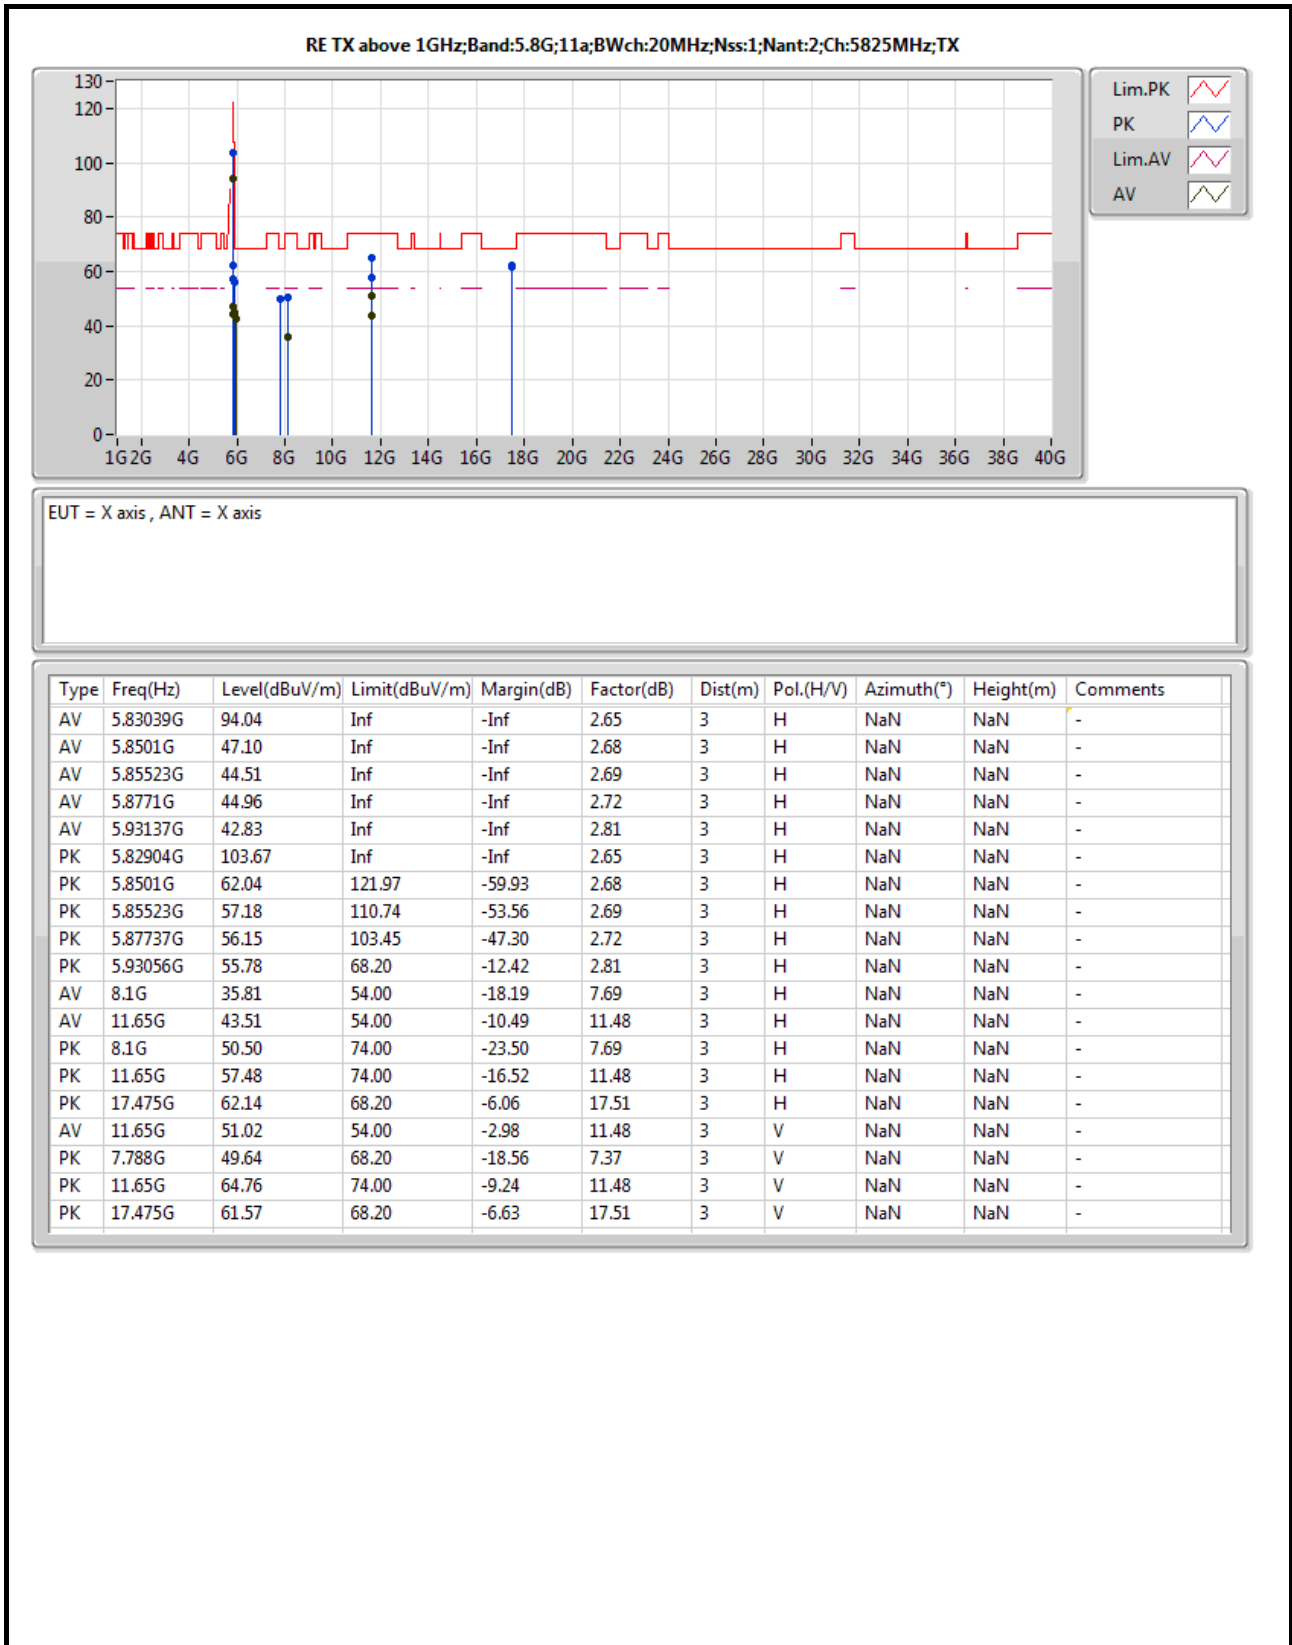 RE TX above 1GHz;Band:5.8G;11a;BWch:20MHz;Nss:1;Nant:2;Ch:5825MHz;TX
130
120
100
80
60
40
20
0
1G 2G 4G 6G 8G 10G 12G 14G 16G 18G 20G 22G 24G 26G 28G 30G 32G 34G 36G 38G 40G
Lim.PK
PK
Lim.AV
AV
EUT = X axis , ANT = X axis
Type Freq(Hz) Level(dBuV/m) Limit(dBuV/m) Margin(dB) Factor(dB) Dist(m) Pol.(H/V) Azimuth(°) Height(m) Comments
AV 5.83039G 94.04 Inf -Inf 2.65 3 H NaN NaN -
AV 5.8501G 47.10 Inf -Inf 2.68 3 H NaN NaN -
AV 5.85523G 44.51 Inf -Inf 2.69 3 H NaN NaN -
AV 5.8771G 44.96 Inf -Inf 2.72 3 H NaN NaN -
AV 5.93137G 42.83 Inf -Inf 2.81 3 H NaN NaN -
PK 5.82904G 103.67 Inf -Inf 2.65 3 H NaN NaN -
PK 5.8501G 62.04 121.97 -59.93 2.68 3 H NaN NaN -
PK 5.85523G 57.18 110.74 -53.56 2.69 3 H NaN NaN -
PK 5.87737G 56.15 103.45 -47.30 2.72 3 H NaN NaN -
PK 5.93056G 55.78 68.20 -12.42 2.81 3 H NaN NaN -
AV 8.1G 35.81 54.00 -18.19 7.69 3 H NaN NaN -
AV 11.65G 43.51 54.00 -10.49 11.48 3 H NaN NaN -
PK 8.1G 50.50 74.00 -23.50 7.69 3 H NaN NaN -
PK 11.65G 57.48 74.00 -16.52 11.48 3 H NaN NaN -
PK 17.475G 62.14 68.20 -6.06 17.51 3 H NaN NaN -
AV 11.65G 51.02 54.00 -2.98 11.48 3 V NaN NaN -
PK 7.788G 49.64 68.20 -18.56 7.37 3 V NaN NaN -
PK 11.65G 64.76 74.00 -9.24 11.48 3 V NaN NaN -
PK 17.475G 61.57 68.20 -6.63 17.51 3 V NaN NaN -